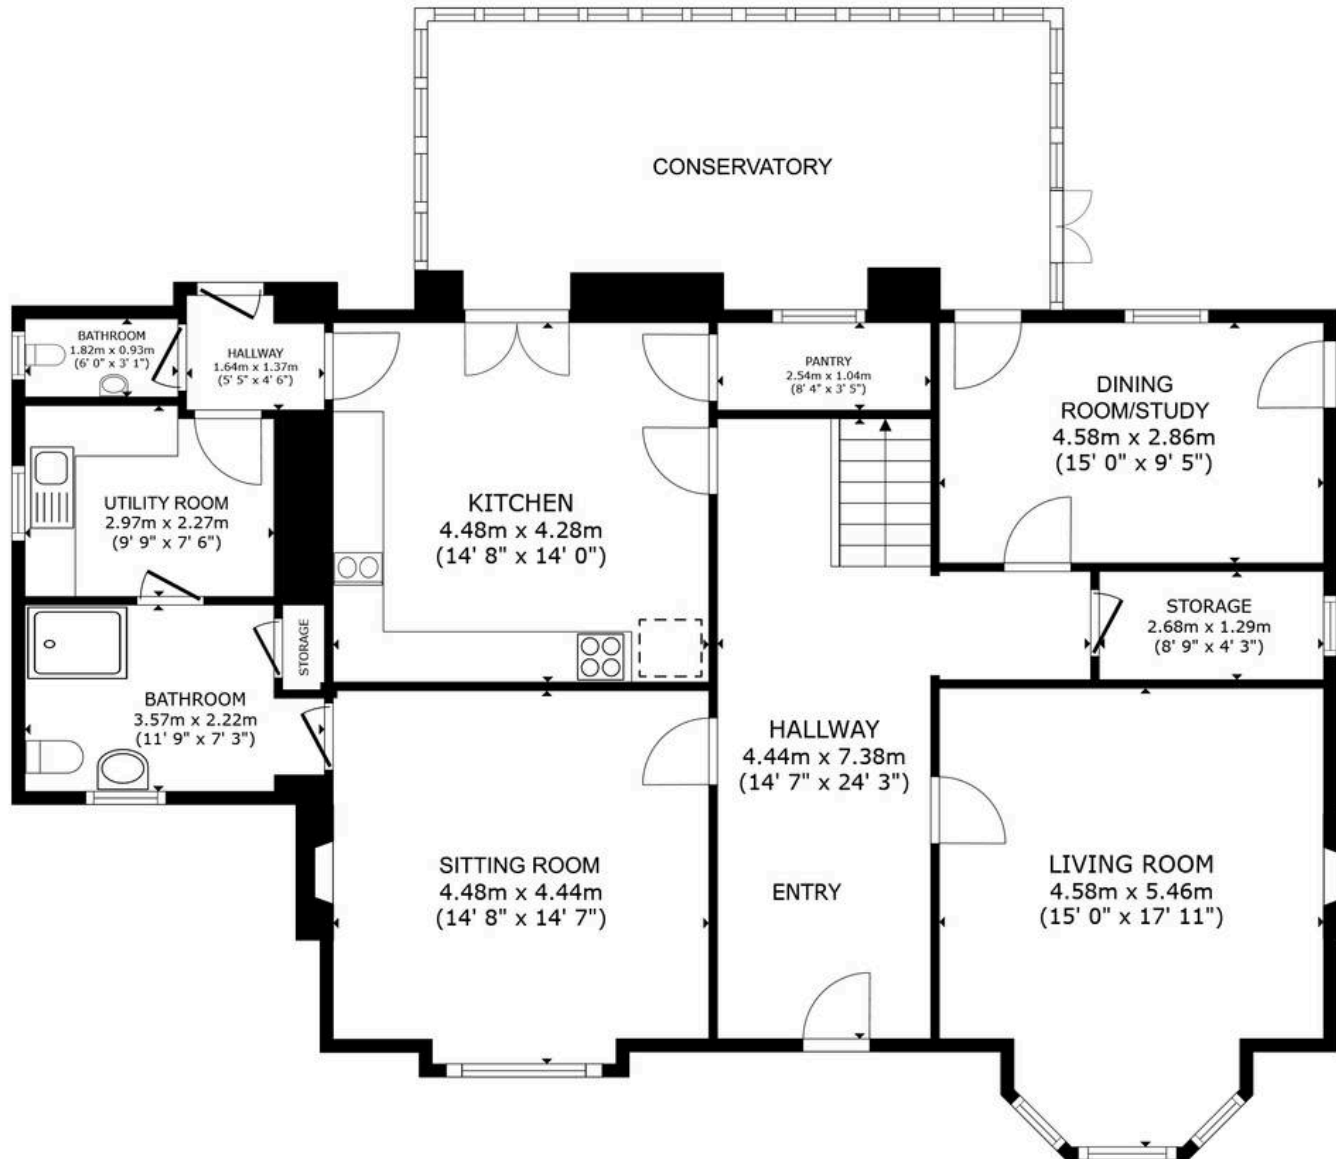 CONSERVATORY
BATHROOM
1.82m x 0.93m
(6' 0" x 3' 1")
HALLWAY
1.64m x 1.37m
(5' 5" x 4' 6")
PANTRY
2.54m x 1.04m
(8' 4" x 3' 5")
DINING
ROOM/STUDY
4.58m x 2.86m
(15' 0" x 9' 5")
UTILITY ROOM
2.97m x 2.27m
(9' 9" x 7' 6")
KITCHEN
4.48m x 4.28m
(14' 8" x 14' 0")
STORAGE
STORAGE
2.68m x 1.29m
(8' 9" x 4' 3")
BATHROOM
3.57m x 2.22m
(11' 9" x 7' 3")
HALLWAY
4.44m x 7.38m
(14' 7" x 24' 3")
SITTING ROOM
4.48m x 4.44m
(14' 8" x 14' 7")
ENTRY
LIVING ROOM
4.58m x 5.46m
(15' 0" x 17' 11")